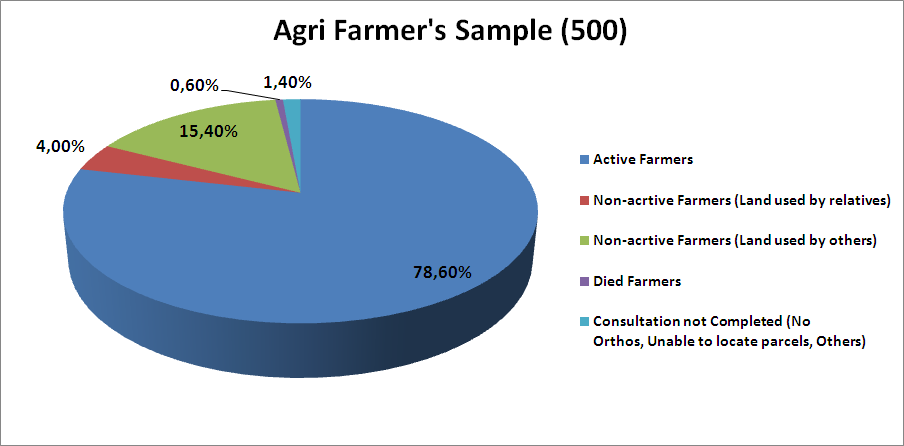 Agri Farmer's Sample (500)
0,60%
1,40%
15,40%
4,00%
78,60%
Active Farmers
Non-acrtive Farmers (Land used by relatives)
Non-acrtive Farmers (Land used by others)
Died Farmers
Consultation not Completed (No
Orthos, Unable to locate parcels, Others)